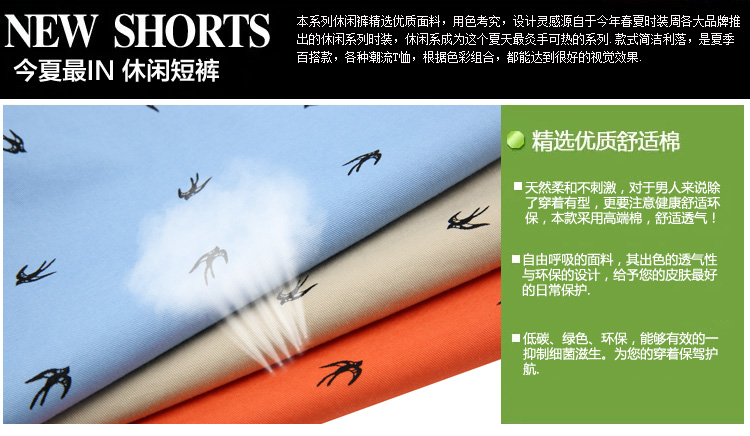 NEW SHORTS
今夏最IN 休闲短裤
本系列休闲裤精选优质面料，用色考究，设计灵感源自于今年春夏时装周各大品牌推
出的休闲系列时装，休闲系成为这个夏天最炙手可热的系列.款式简洁利落，是夏季
百搭款，各种潮流T恤，根据色彩组合，都能达到很好的视觉效果.
精选优质舒适棉
天然柔和不刺激，对于男人来说除
了穿着有型，更要注意健康舒适环
保，本款采用高端棉，舒适透气！
自由呼吸的面料，其出色的透气性
与环保的设计，给予您的皮肤最好
的日常保护.
低碳、绿色、环保，能够有效的一
抑制细菌滋生。为您的穿着保驾护
航.